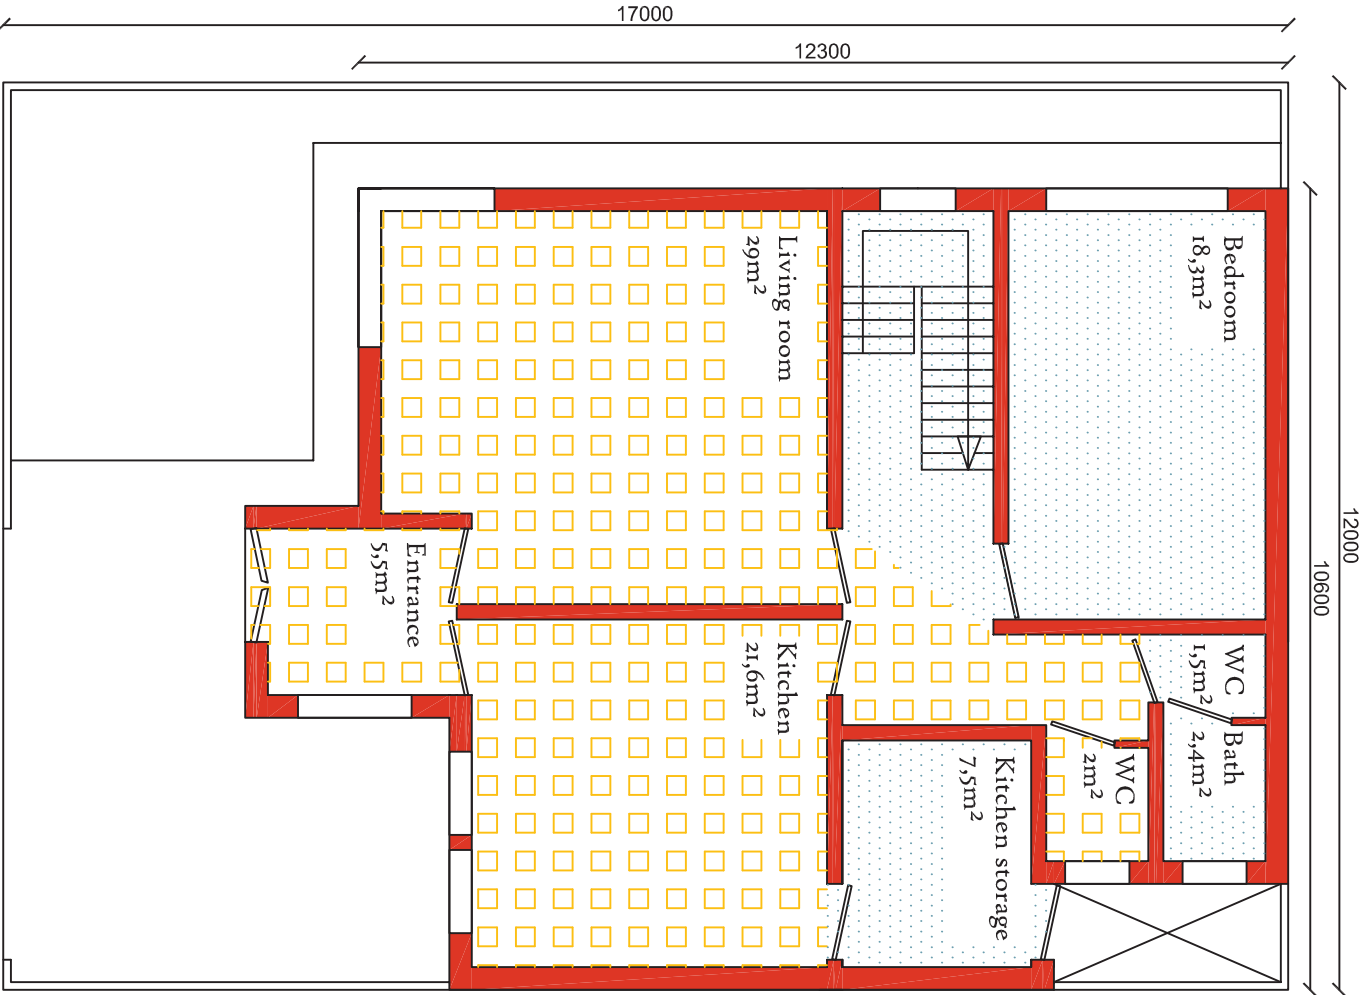 17000
12300
Living room
29m²
Bedroom
18,3m²
12000
10600
Entrance
5,5m²
Kitchen
21,6m²
WC
1,5m²
Bath
2,4m²
WC
2m²
Kitchen storage
7,5m²